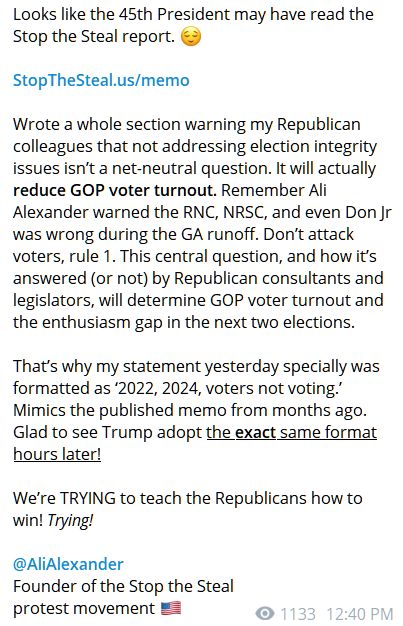 Looks like the 45th President may have read the
Stop the Steal report. 😌
StopTheSteal.us/memo
Wrote a whole section warning my Republican
colleagues that not addressing election integrity
issues isn’t a net-neutral question. It will actually
reduce GOP voter turnout. Remember Ali
Alexander warned the RNC, NRSC, and even Don Jr
was wrong during the GA runoff. Don’t attack
voters, rule 1. This central question, and how it’s
answered (or not) by Republican consultants and
legislators, will determine GOP voter turnout and
the enthusiasm gap in the next two elections.
That’s why my statement yesterday specially was
formatted as ‘2022, 2024, voters not voting.’
Mimics the published memo from months ago.
Glad to see Trump adopt the exact same format
hours later!
We’re TRYING to teach the Republicans how to
win! Trying!
@AliAlexander
Founder of the Stop the Steal
protest movement 🇺🇸
1133 12:40 PM